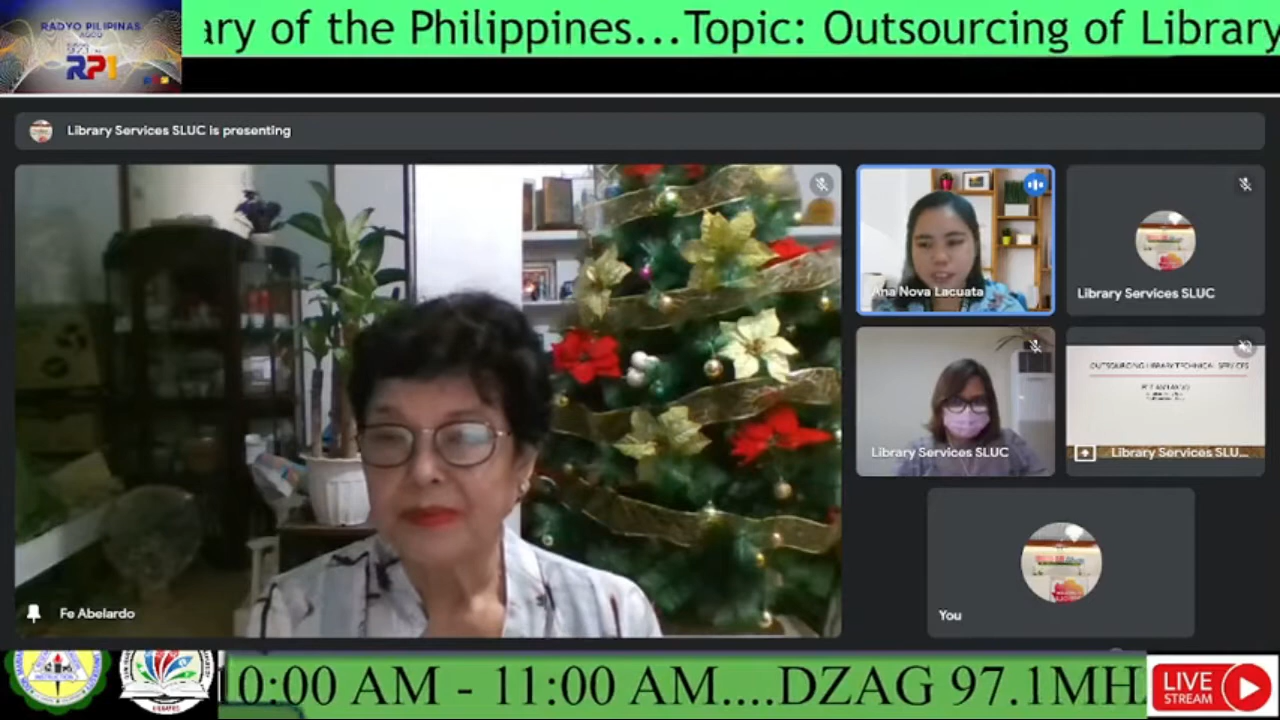 RADYO PILIPINAS
AGOO
RP1
ary of the Philippines...Topic: Outsourcing of Library
Library Services SLUC is presenting
Ana Nova Lacuata
Library Services SLUC
Library Services SLUC
OUTSOURCING LIBRARY TECHNICAL SERVICES
Library Services SLU...
Fe Abelardo
You
10:00 AM - 11:00 AM....DZAG 97.1MH
LIVE
STREAM